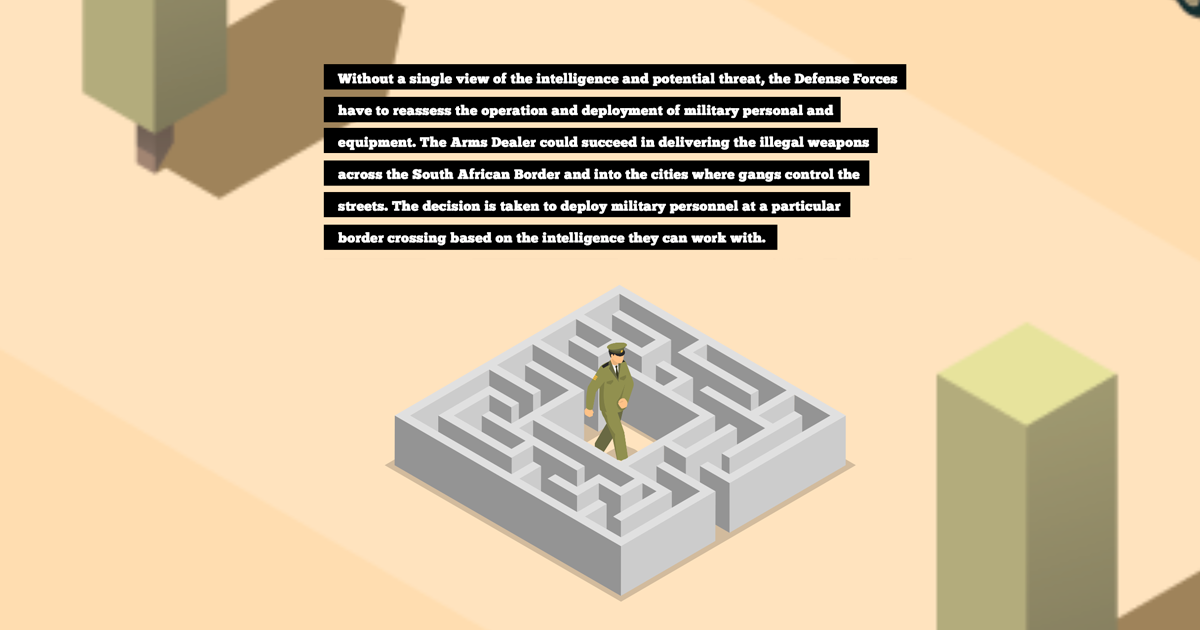 Without a single view of the intelligence and potential threat, the Defense Forces
have to reassess the operation and deployment of military personal and
equipment. The Arms Dealer could succeed in delivering the illegal weapons
across the South African Border and into the cities where gangs control the
streets. The decision is taken to deploy military personnel at a particular
border crossing based on the intelligence they can work with.